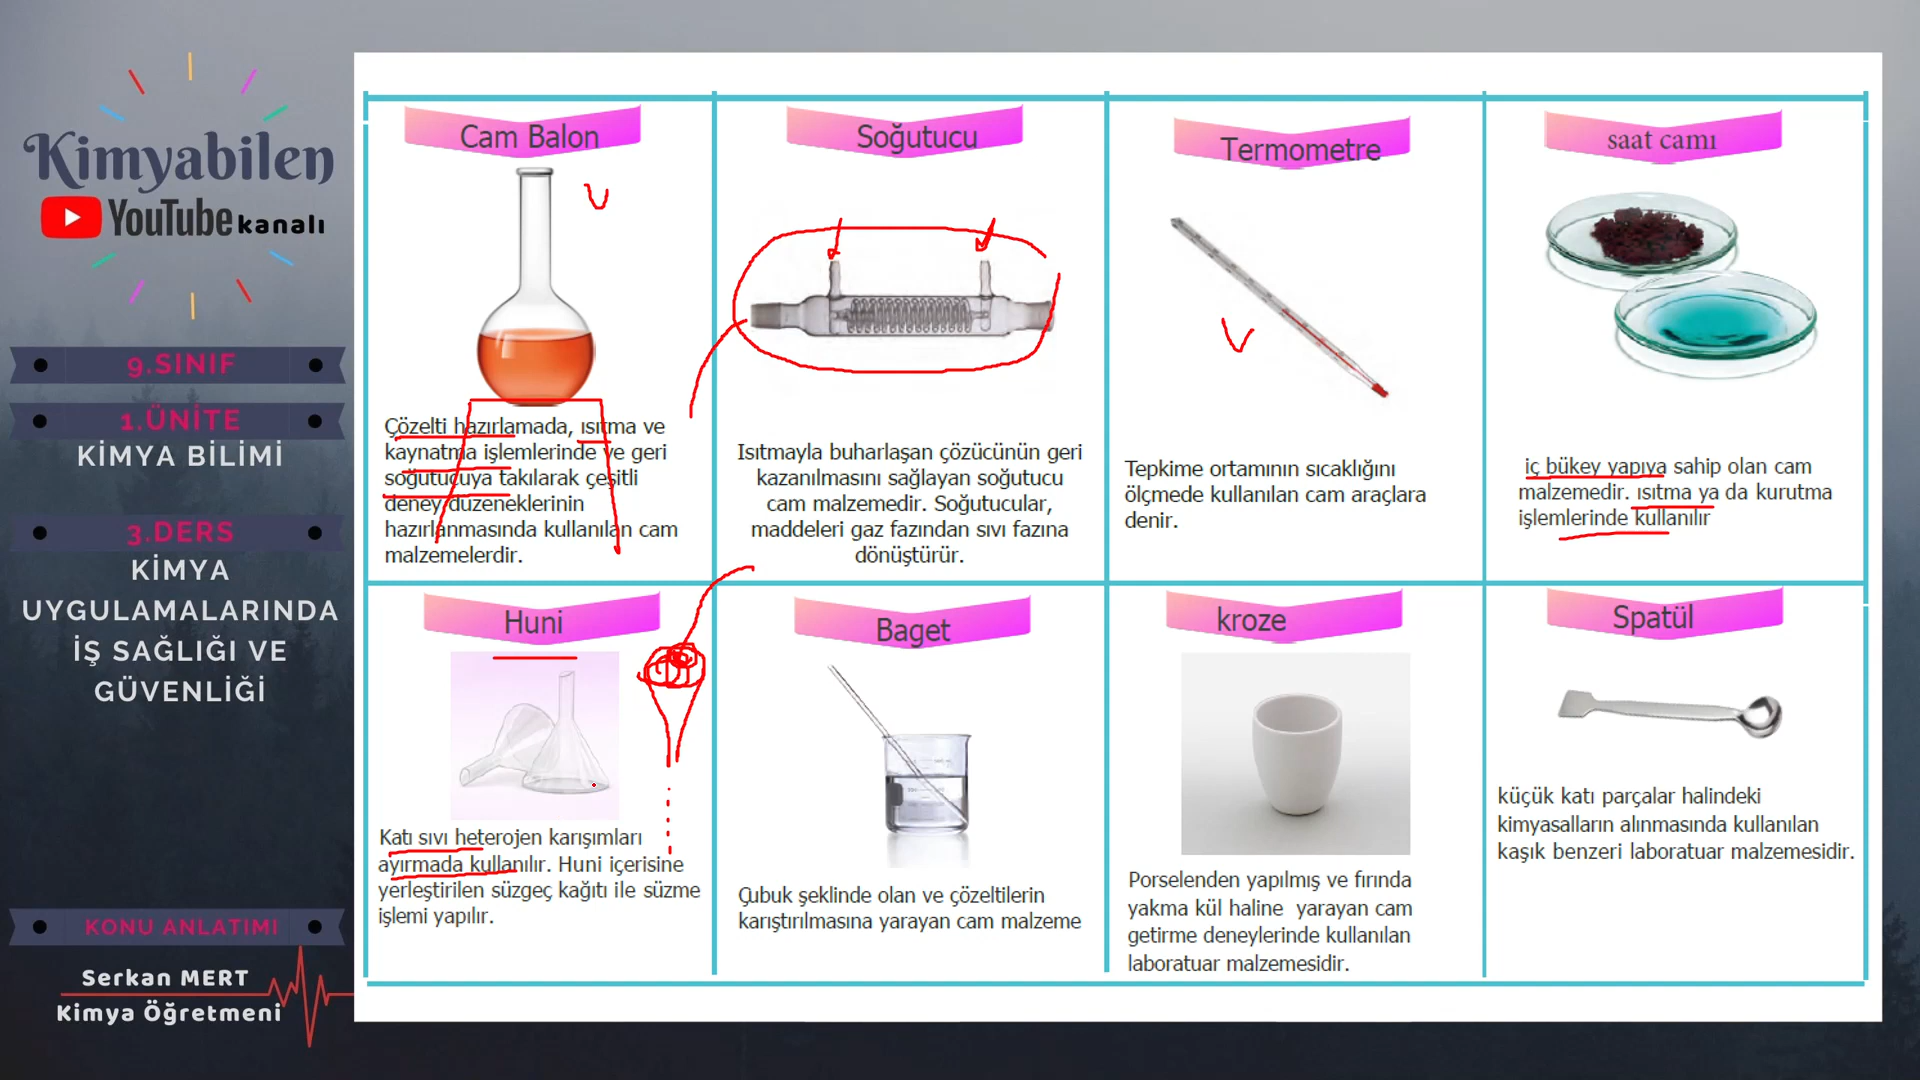 Kimyabilen
YouTube kanalı
9.SINIF
1.ÜNİTE
KİMYA BİLİMİ
3.DERS
KİMYA
UYGULAMALARINDA
İŞ SAĞLIĞI VE
GÜVENLİĞİ
KONU ANLATIMI
Serkan MERT
Kimya Öğretmeni
Cam Balon
Çözelti hazırlamada, ısıtma ve
kaynatma işlemlerinde ve geri
soğutucuya takılarak çeşitli
deney düzeneklerinin
hazırlanmasında kullanılan cam
malzemelerdir.
Soğutucu
Isıtmayla buharlaşan çözücünün geri
kazanılmasını sağlayan soğutucu
cam malzemedir. Soğutucular,
maddeleri gaz fazından sıvı fazına
dönüştürür.
Termometre
Tepkime ortamının sıcaklığını
ölçmede kullanılan cam araçlara
denir.
saat camı
iç bükey yapıya sahip olan cam
malzemedir. ısıtma ya da kurutma
işlemlerinde kullanılır
Huni
Katı sıvı heterojen karışımları
ayırmada kullanılır. Huni içerisine
yerleştirilen süzgeç kağıtı ile süzme
işlemi yapılır.
Baget
Çubuk şeklinde olan ve çözeltilerin
karıştırılmasına yarayan cam malzeme
kroze
Porselenden yapılmış ve fırında
yakma kül haline  yarayan cam
getirme deneylerinde kullanılan
laboratuar malzemesidir.
Spatül
küçük katı parçalar halindeki
kimyasalların alınmasında kullanılan
kaşık benzeri laboratuar malzemesidir.